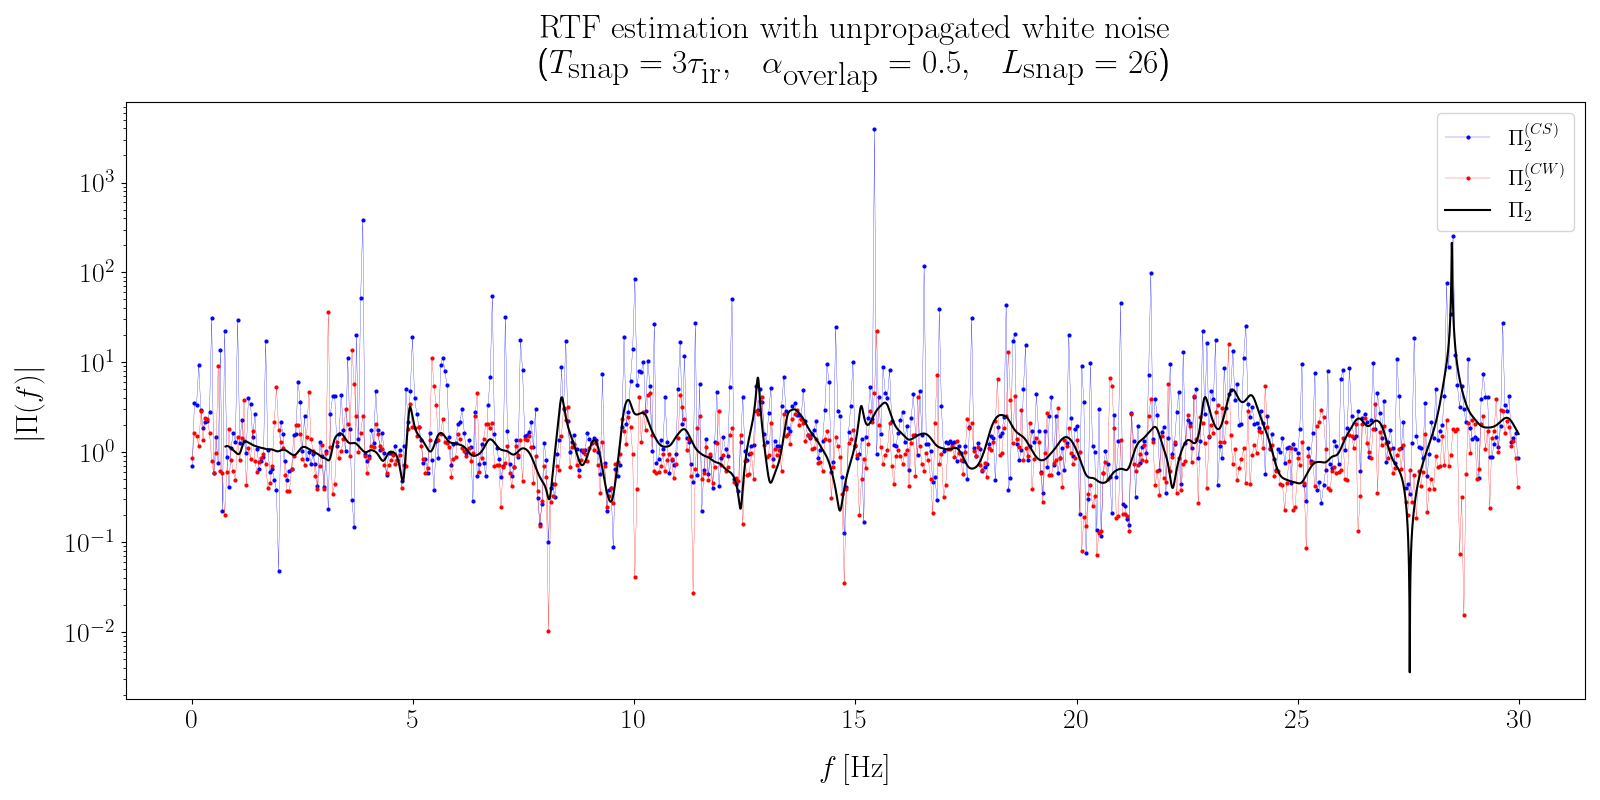 RTF estimation with unpropagated white noise
(T_snap = 3τ_ir, α_overlap = 0.5, L_snap = 26)
Π_2^(CS)
Π_2^(CW)
Π_2
|Π(f)|
10^3
10^2
10^1
10^0
10^−1
10^−2
0 5 10 15 20 25 30
f [Hz]